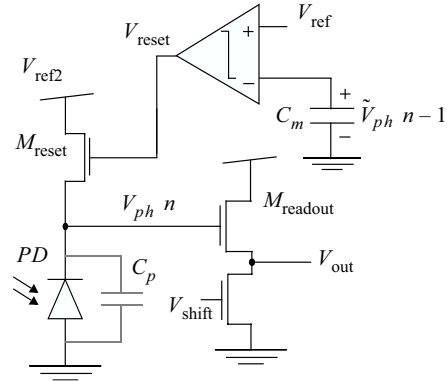 V_ref
V_reset
+
−
V_ref2
C_m
+
Ṽ_ph n − 1
−
M_reset
V_ph n
M_readout
PD
C_p
V_out
V_shift